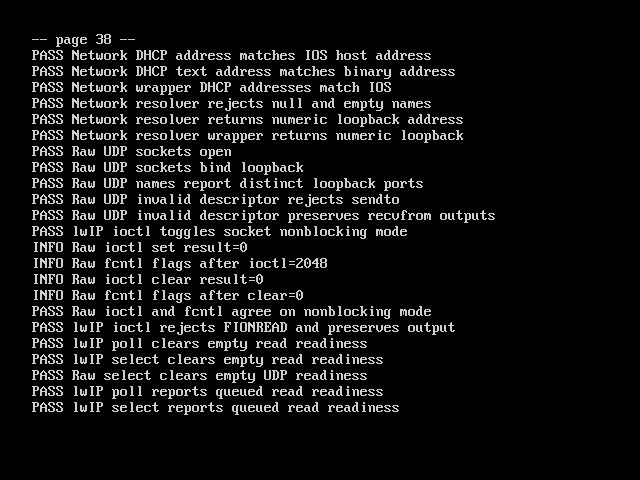 -- page 38 --
PASS Network DHCP address matches IOS host address
PASS Network DHCP text address matches binary address
PASS Network wrapper DHCP addresses match IOS
PASS Network resolver rejects null and empty names
PASS Network resolver returns numeric loopback address
PASS Network resolver wrapper returns numeric loopback
PASS Raw UDP sockets open
PASS Raw UDP sockets bind loopback
PASS Raw UDP names report distinct loopback ports
PASS Raw UDP invalid descriptor rejects sendto
PASS Raw UDP invalid descriptor preserves recvfrom outputs
PASS lwIP ioctl toggles socket nonblocking mode
INFO Raw ioctl set result=0
INFO Raw fcntl flags after ioctl=2048
INFO Raw ioctl clear result=0
INFO Raw fcntl flags after clear=0
PASS Raw ioctl and fcntl agree on nonblocking mode
PASS lwIP ioctl rejects FIONREAD and preserves output
PASS lwIP poll clears empty read readiness
PASS lwIP select clears empty read readiness
PASS Raw select clears empty UDP readiness
PASS lwIP poll reports queued read readiness
PASS lwIP select reports queued read readiness